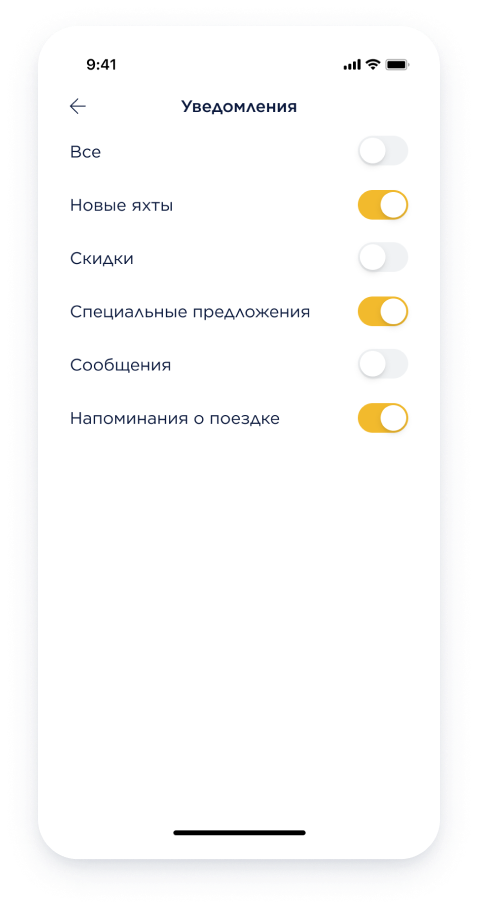 9:41
Уведомления
Все
Новые яхты
Скидки
Специальные предложения
Сообщения
Напоминания о поездке